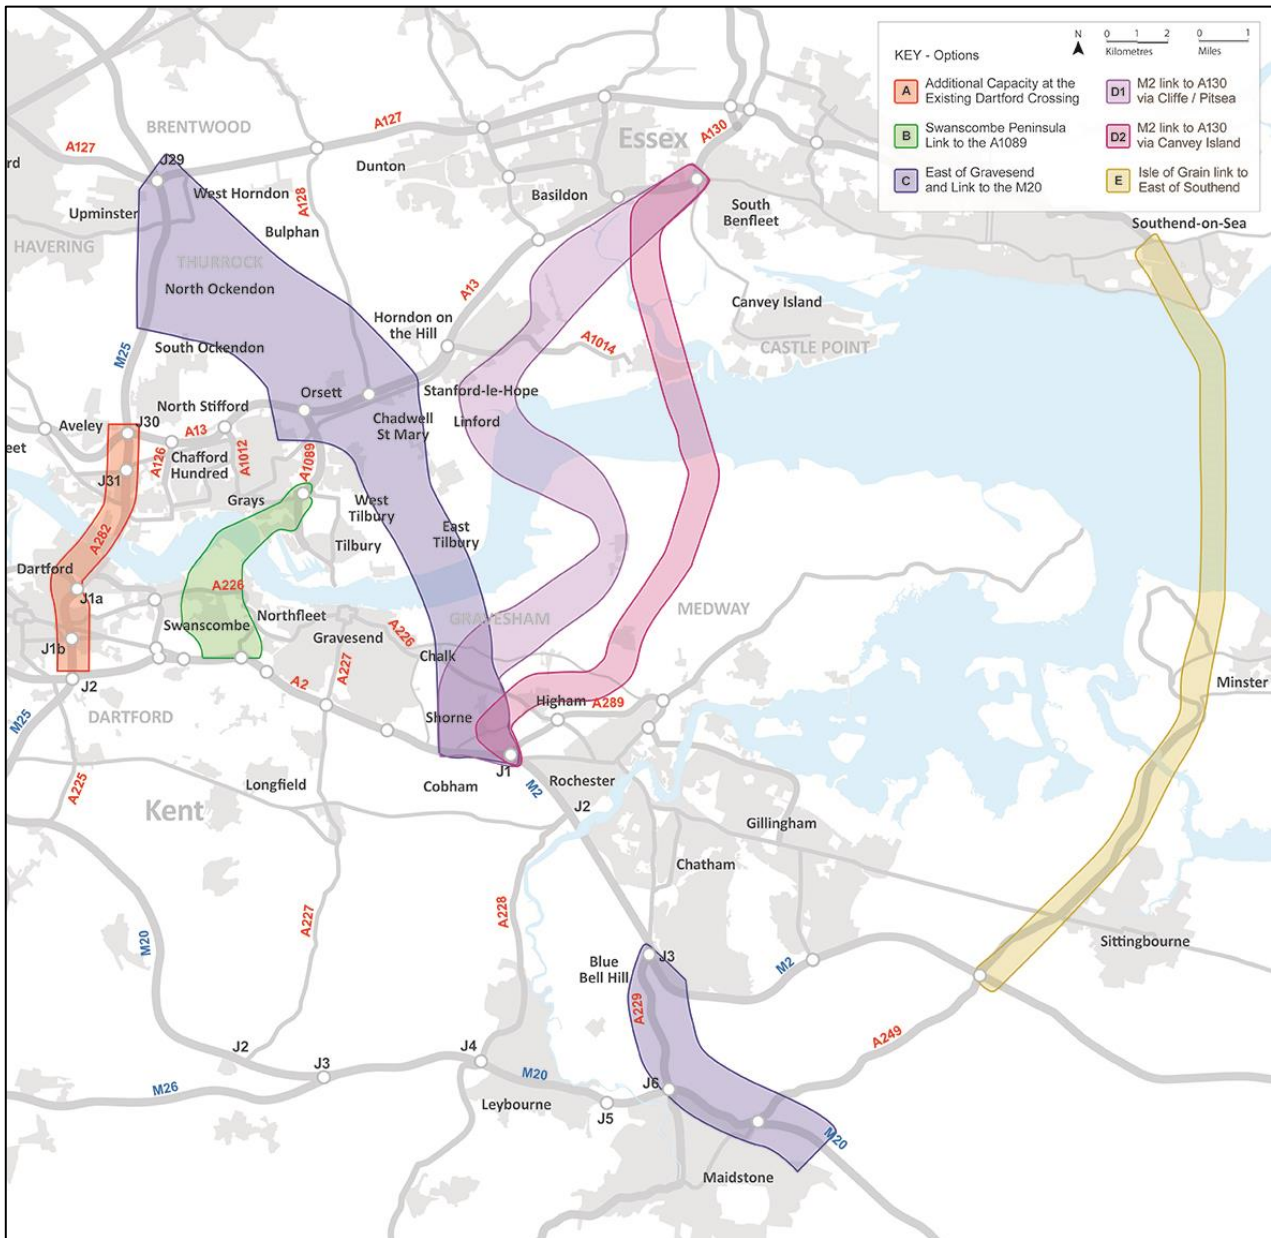 KEY - Options
N
0 1 2
Kilometres
0 1
Miles
A Additional Capacity at the
Existing Dartford Crossing
B Swanscombe Peninsula
Link to the A1089
C East of Gravesend
and Link to the M20
D1 M2 link to A130
via Cliffe / Pitsea
D2 M2 link to A130
via Canvey Island
E Isle of Grain link to
East of Southend
BRENTWOOD
A127
A127
rd
J29
Essex
A130
Dunton
West Horndon
A128
Basildon
Upminster
South
Benfleet
Southend-on-Sea
HAVERING
Bulphan
THURROCK
North Ockendon
A13
Canvey Island
Horndon on
the Hill
A1014
CASTLE POINT
M25
South Ockendon
Orsett
Stanford-le-Hope
North Stifford
Chadwell
St Mary
Linford
Aveley
J30
A13
eet
A126
Chafford
Hundred
A1012
A1089
J31
Grays
West
Tilbury
East
Tilbury
A282
Tilbury
Dartford
J1a
A226
Northfleet
GRAVESHAM
MEDWAY
Swanscombe
Gravesend
A226
J1b
A227
Chalk
J2
A2
Minster
DARTFORD
Shorne
Higham
A289
M25
J1
Cobham
Rochester
A225
Longfield
M2
J2
Kent
Gillingham
Chatham
A227
A228
M20
Sittingbourne
Blue
Bell Hill
J3
M2
A229
A249
J2
J3
J4
M20
J6
M26
Leybourne
J5
M20
Maidstone